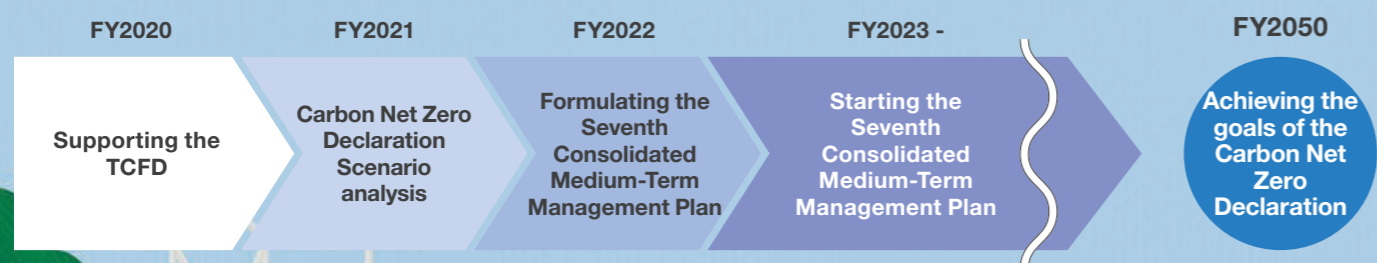 FY2020
FY2021
FY2022
FY2023 -
FY2050
Supporting the
TCFD
Carbon Net Zero
Declaration
Scenario
analysis
Formulating the
Seventh
Consolidated
Medium-Term
Management Plan
Starting the
Seventh
Consolidated
Medium-Term
Management Plan
Achieving the
goals of the
Carbon Net
Zero
Declaration